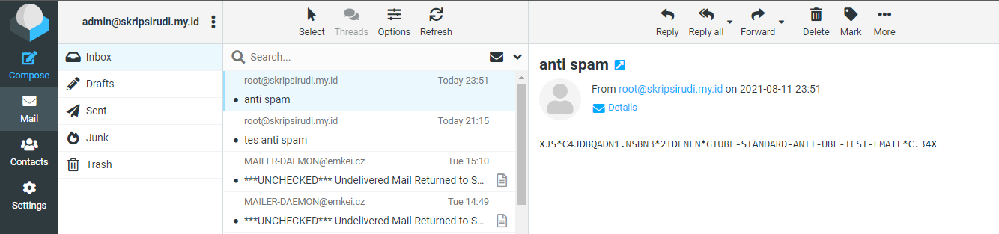 admin@skripsirudi.my.id
Compose
Mail
Contacts
Settings
Inbox
Drafts
Sent
Junk
Trash
Select
Threads
Options
Refresh
Search...
root@skripsirudi.my.id Today 23:51
anti spam
root@skripsirudi.my.id Today 21:15
tes anti spam
MAILER-DAEMON@emkei.cz Tue 15:10
***UNCHECKED*** Undelivered Mail Returned to S...
MAILER-DAEMON@emkei.cz Tue 14:49
***UNCHECKED*** Undelivered Mail Returned to S...
Reply
Reply all
Forward
Delete
Mark
More
anti spam
From root@skripsirudi.my.id on 2021-08-11 23:51
Details
XJS*C4JDBQADN1.NSBN3*2IDENEN*GTUBE-STANDARD-ANTI-UBE-TEST-EMAIL*C.34X